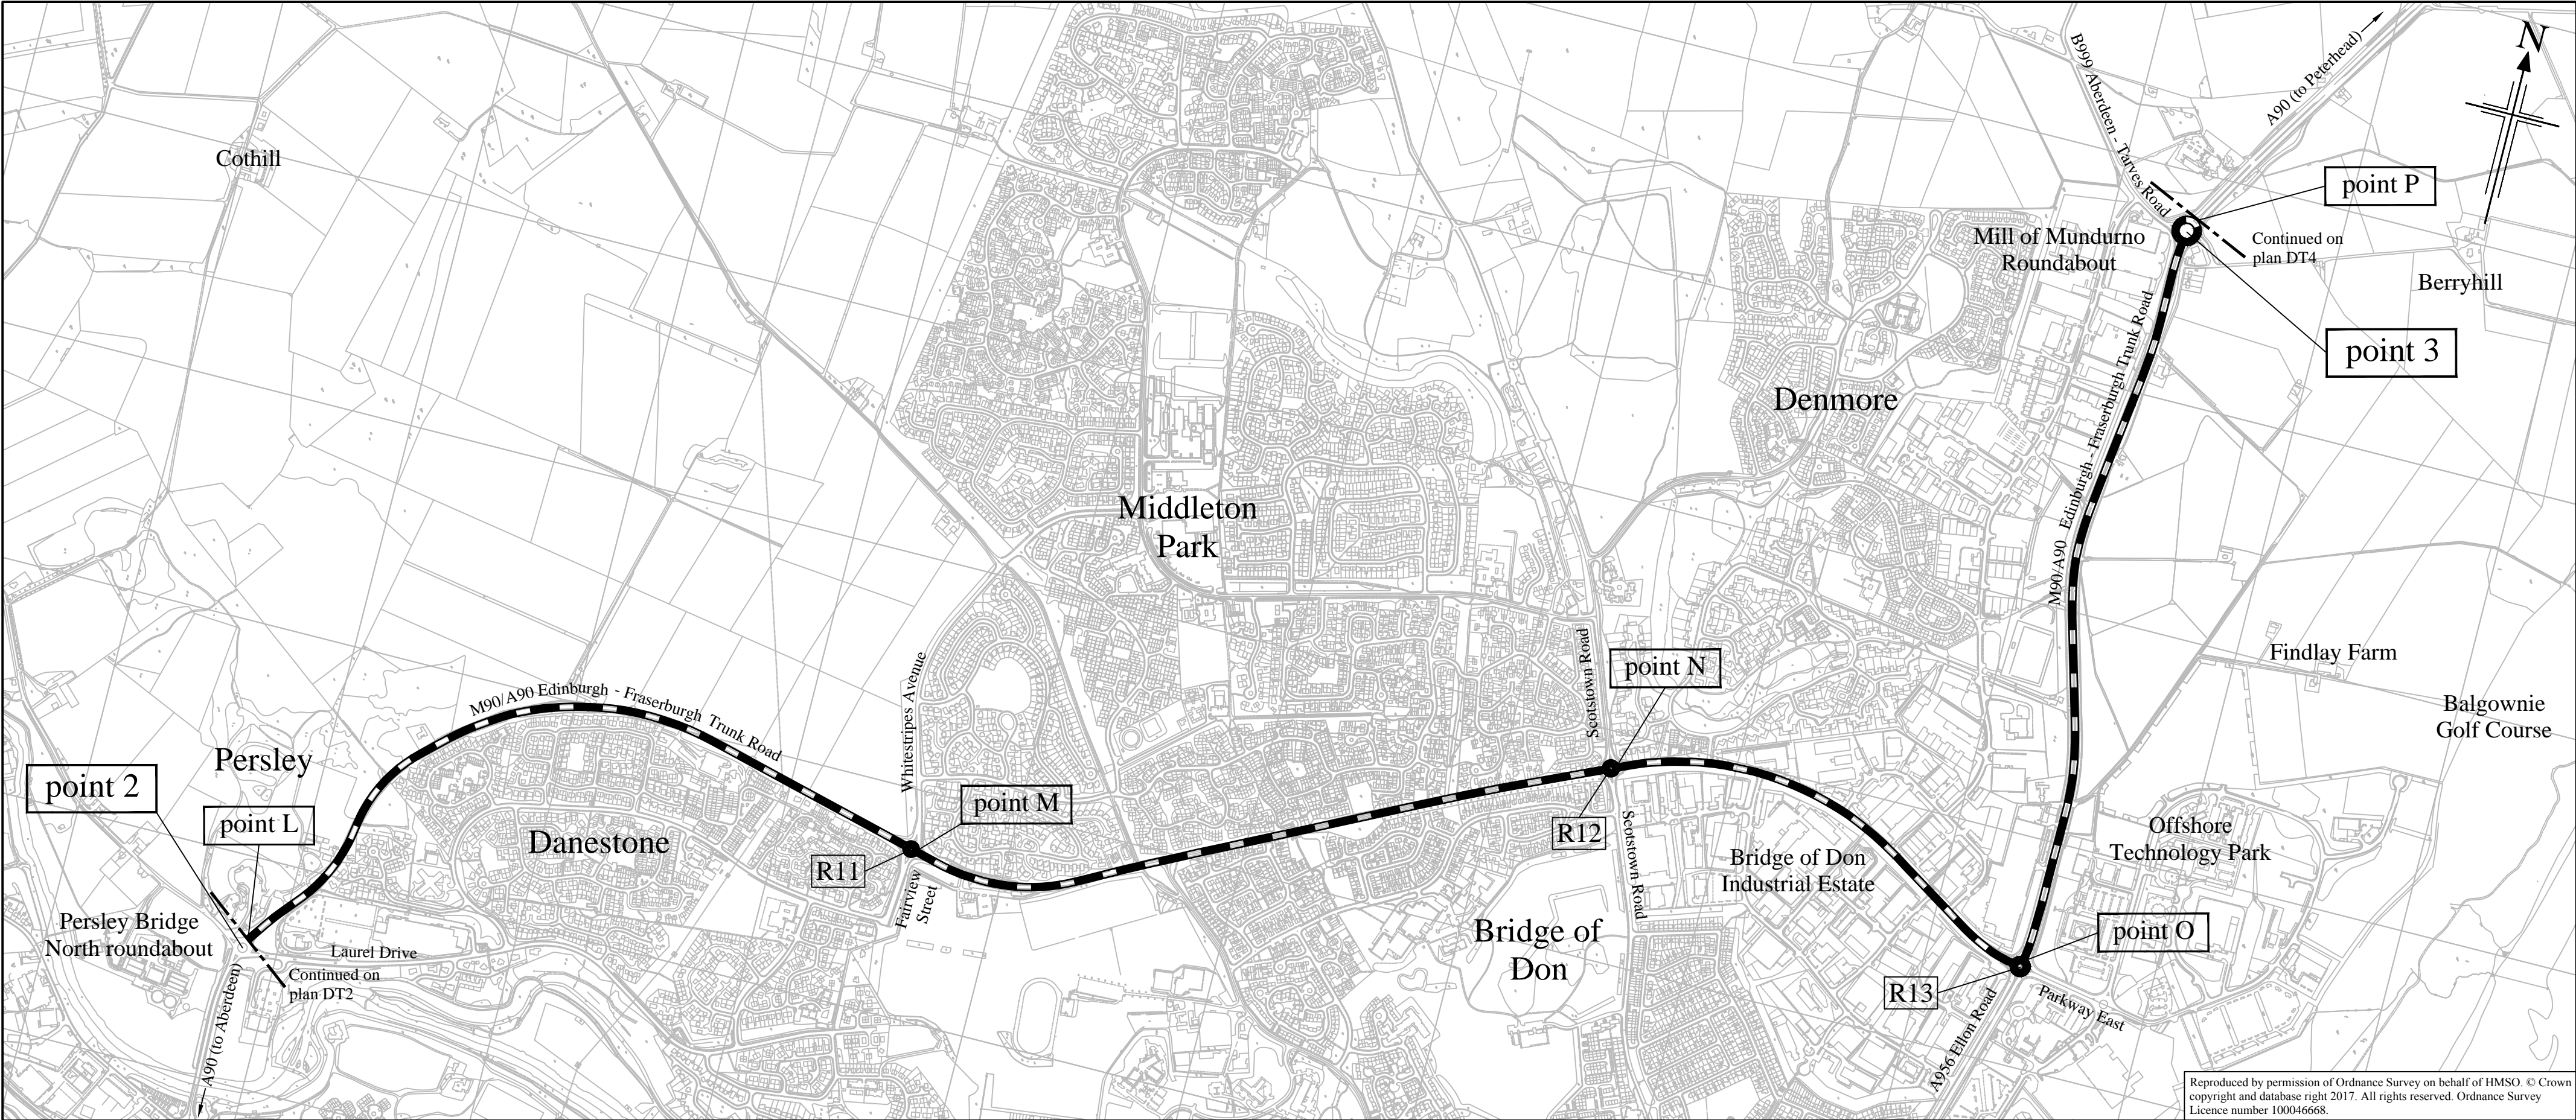 N
A90 (to Peterhead)
B999 Aberdeen - Tarves Road
Cothill
point P
Mill of Mundurno
Roundabout
Continued on
plan DT4
Berryhill
point 3
M90/A90 Edinburgh - Fraserburgh Trunk Road
Denmore
Middleton
Park
Findlay Farm
Balgownie
Golf Course
Scotstown Road
point N
Whitestripes Avenue
M90/A90 Edinburgh - Fraserburgh Trunk Road
Persley
point 2
point L
point M
Danestone
R11
R12
Scotstown Road
Bridge of Don
Industrial Estate
Offshore
Technology Park
Fairview
Street
Persley Bridge
North roundabout
Laurel Drive
Continued on
plan DT2
A90 (to Aberdeen)
Bridge of
Don
point O
R13
Parkway East
A956 Ellon Road
Reproduced by permission of Ordnance Survey on behalf of HMSO. © Crown
copyright and database right 2017. All rights reserved. Ordnance Survey
Licence number 100046668.